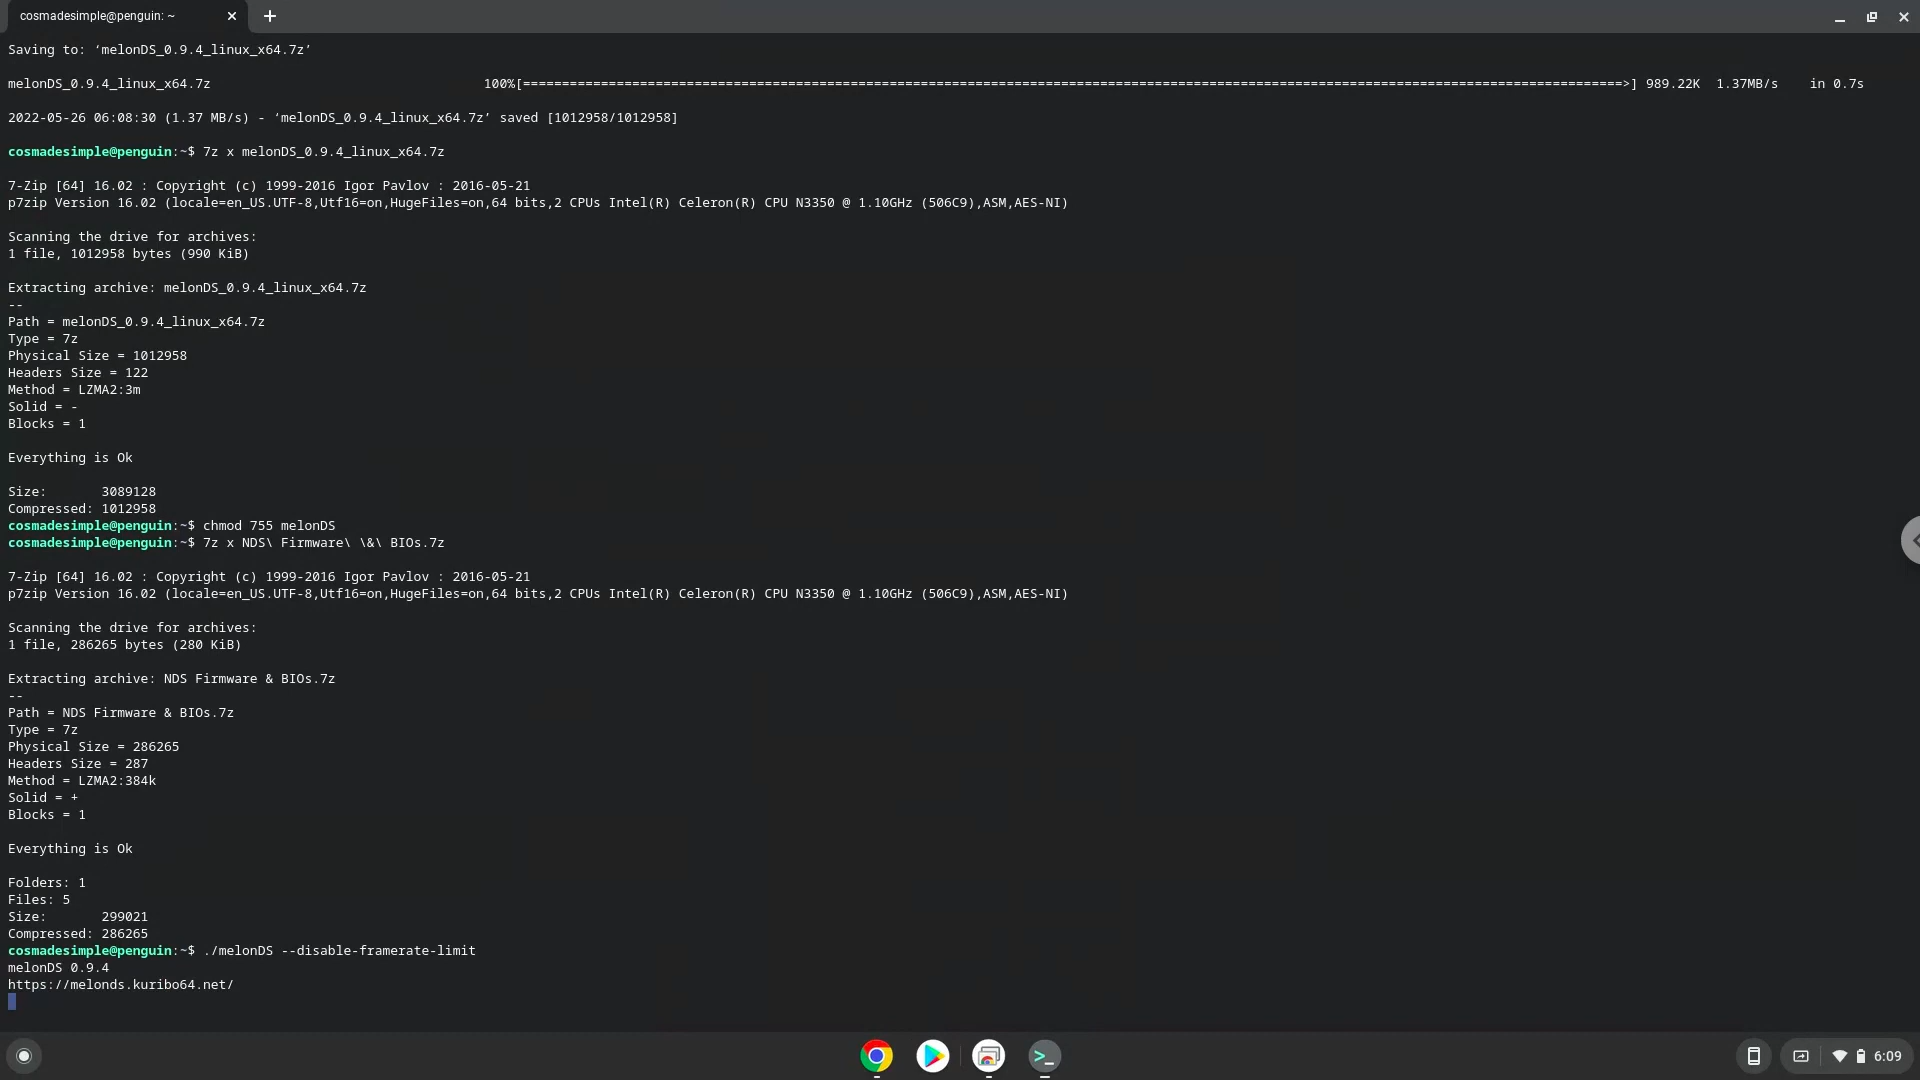 cosmadesimple@penguin: ~
Saving to: ‘melonDS_0.9.4_linux_x64.7z’
melonDS_0.9.4_linux_x64.7z 100%[=============================================================================================================================================>] 989.22K 1.37MB/s in 0.7s
2022-05-26 06:08:30 (1.37 MB/s) - ‘melonDS_0.9.4_linux_x64.7z’ saved [1012958/1012958]
cosmadesimple@penguin:~$ 7z x melonDS_0.9.4_linux_x64.7z
7-Zip [64] 16.02 : Copyright (c) 1999-2016 Igor Pavlov : 2016-05-21
p7zip Version 16.02 (locale=en_US.UTF-8,Utf16=on,HugeFiles=on,64 bits,2 CPUs Intel(R) Celeron(R) CPU N3350 @ 1.10GHz (506C9),ASM,AES-NI)
Scanning the drive for archives:
1 file, 1012958 bytes (990 KiB)
Extracting archive: melonDS_0.9.4_linux_x64.7z
--
Path = melonDS_0.9.4_linux_x64.7z
Type = 7z
Physical Size = 1012958
Headers Size = 122
Method = LZMA2:3m
Solid = -
Blocks = 1
Everything is Ok
Size: 3089128
Compressed: 1012958
cosmadesimple@penguin:~$ chmod 755 melonDS
cosmadesimple@penguin:~$ 7z x NDS\ Firmware\ \&\ BIOs.7z
7-Zip [64] 16.02 : Copyright (c) 1999-2016 Igor Pavlov : 2016-05-21
p7zip Version 16.02 (locale=en_US.UTF-8,Utf16=on,HugeFiles=on,64 bits,2 CPUs Intel(R) Celeron(R) CPU N3350 @ 1.10GHz (506C9),ASM,AES-NI)
Scanning the drive for archives:
1 file, 286265 bytes (280 KiB)
Extracting archive: NDS Firmware & BIOs.7z
--
Path = NDS Firmware & BIOs.7z
Type = 7z
Physical Size = 286265
Headers Size = 287
Method = LZMA2:384k
Solid = +
Blocks = 1
Everything is Ok
Folders: 1
Files: 5
Size: 299021
Compressed: 286265
cosmadesimple@penguin:~$ ./melonDS --disable-framerate-limit
melonDS 0.9.4
https://melonds.kuribo64.net/
6:09